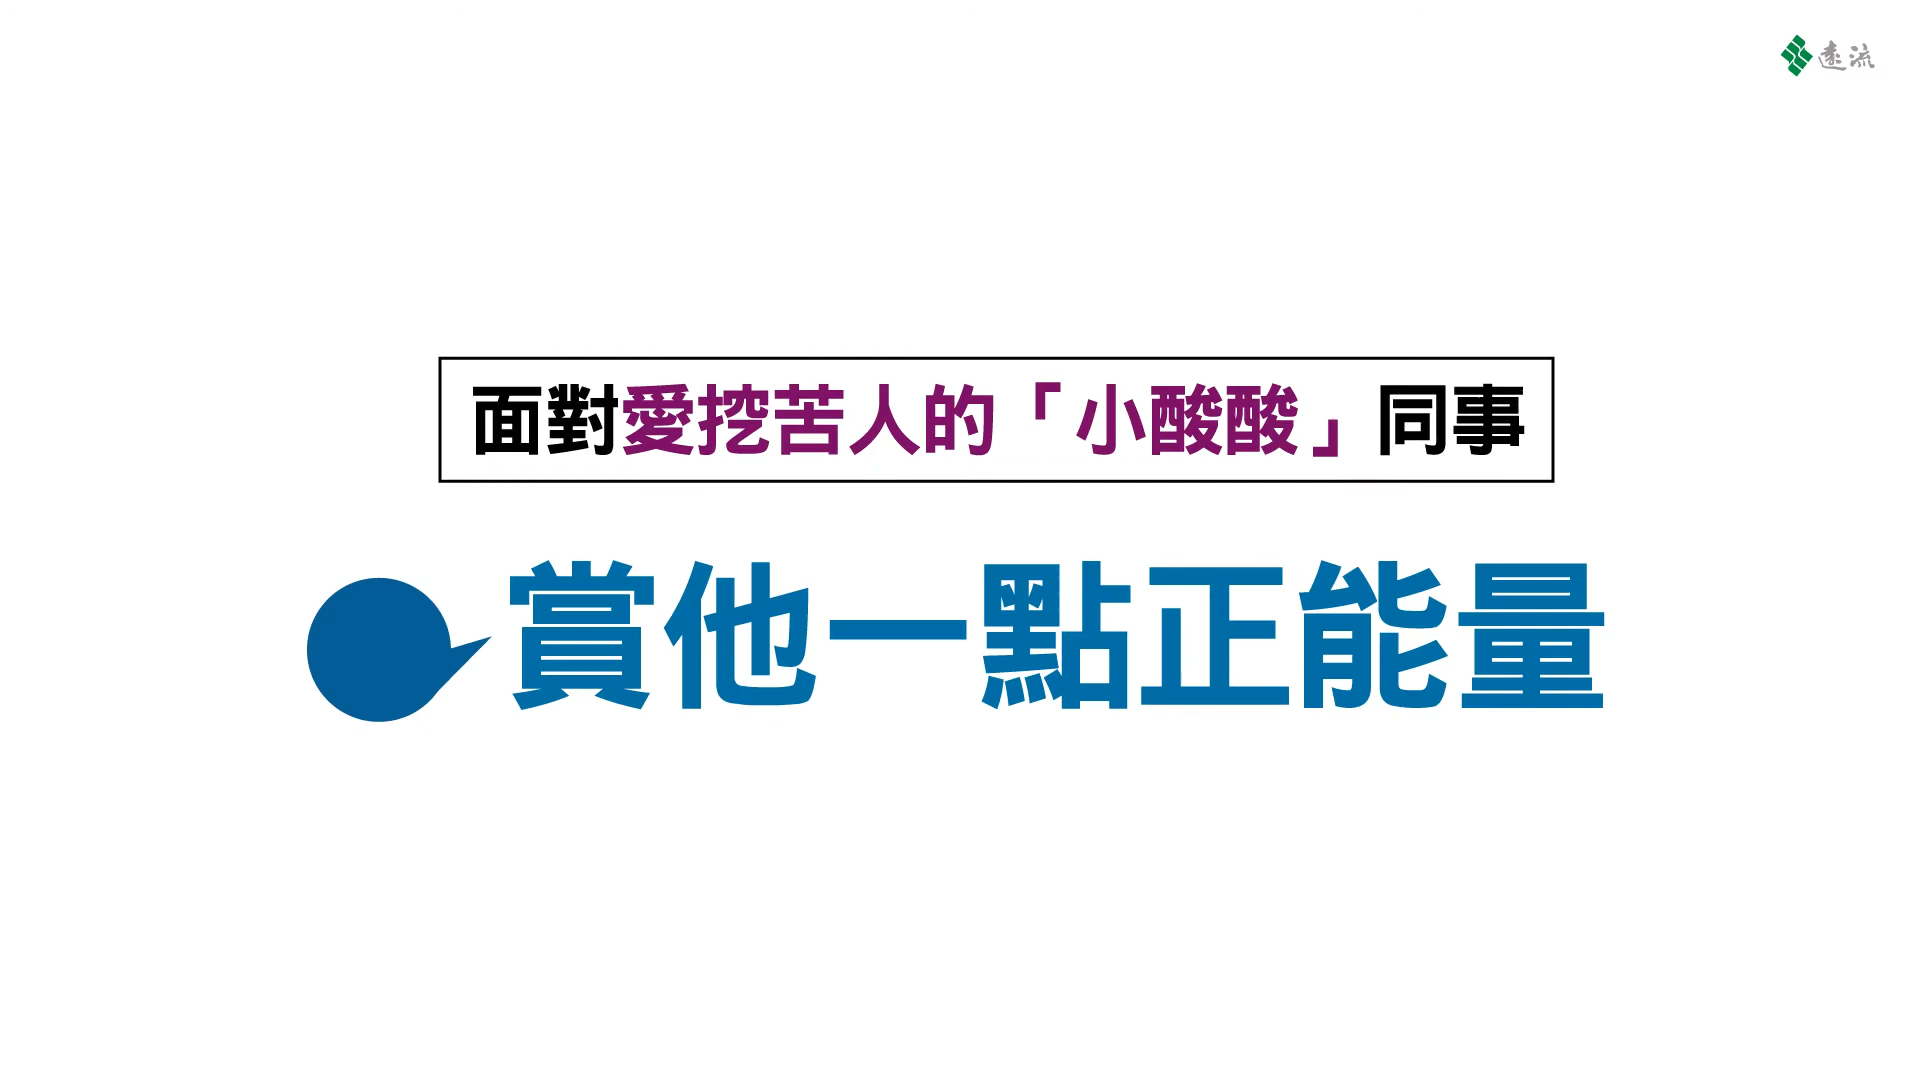 遠流
面對愛挖苦人的「小酸酸」同事
賞他一點正能量